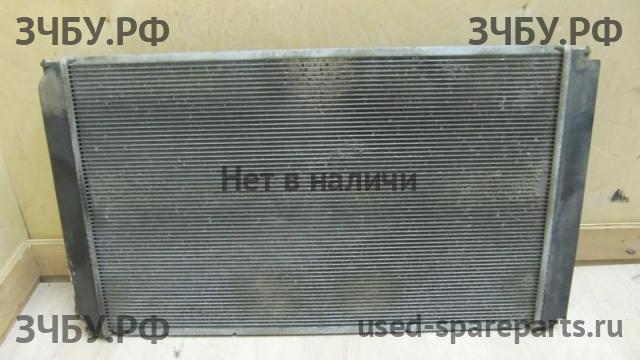 ЗЧБУ.РФ ЗЧБУ.РФ
Нет в наличи
ЗЧБУ.РФ used-spareparts.ru